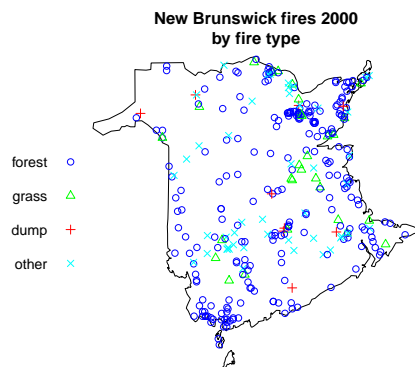 New Brunswick fires 2000
by fire type
forest
grass
dump
other